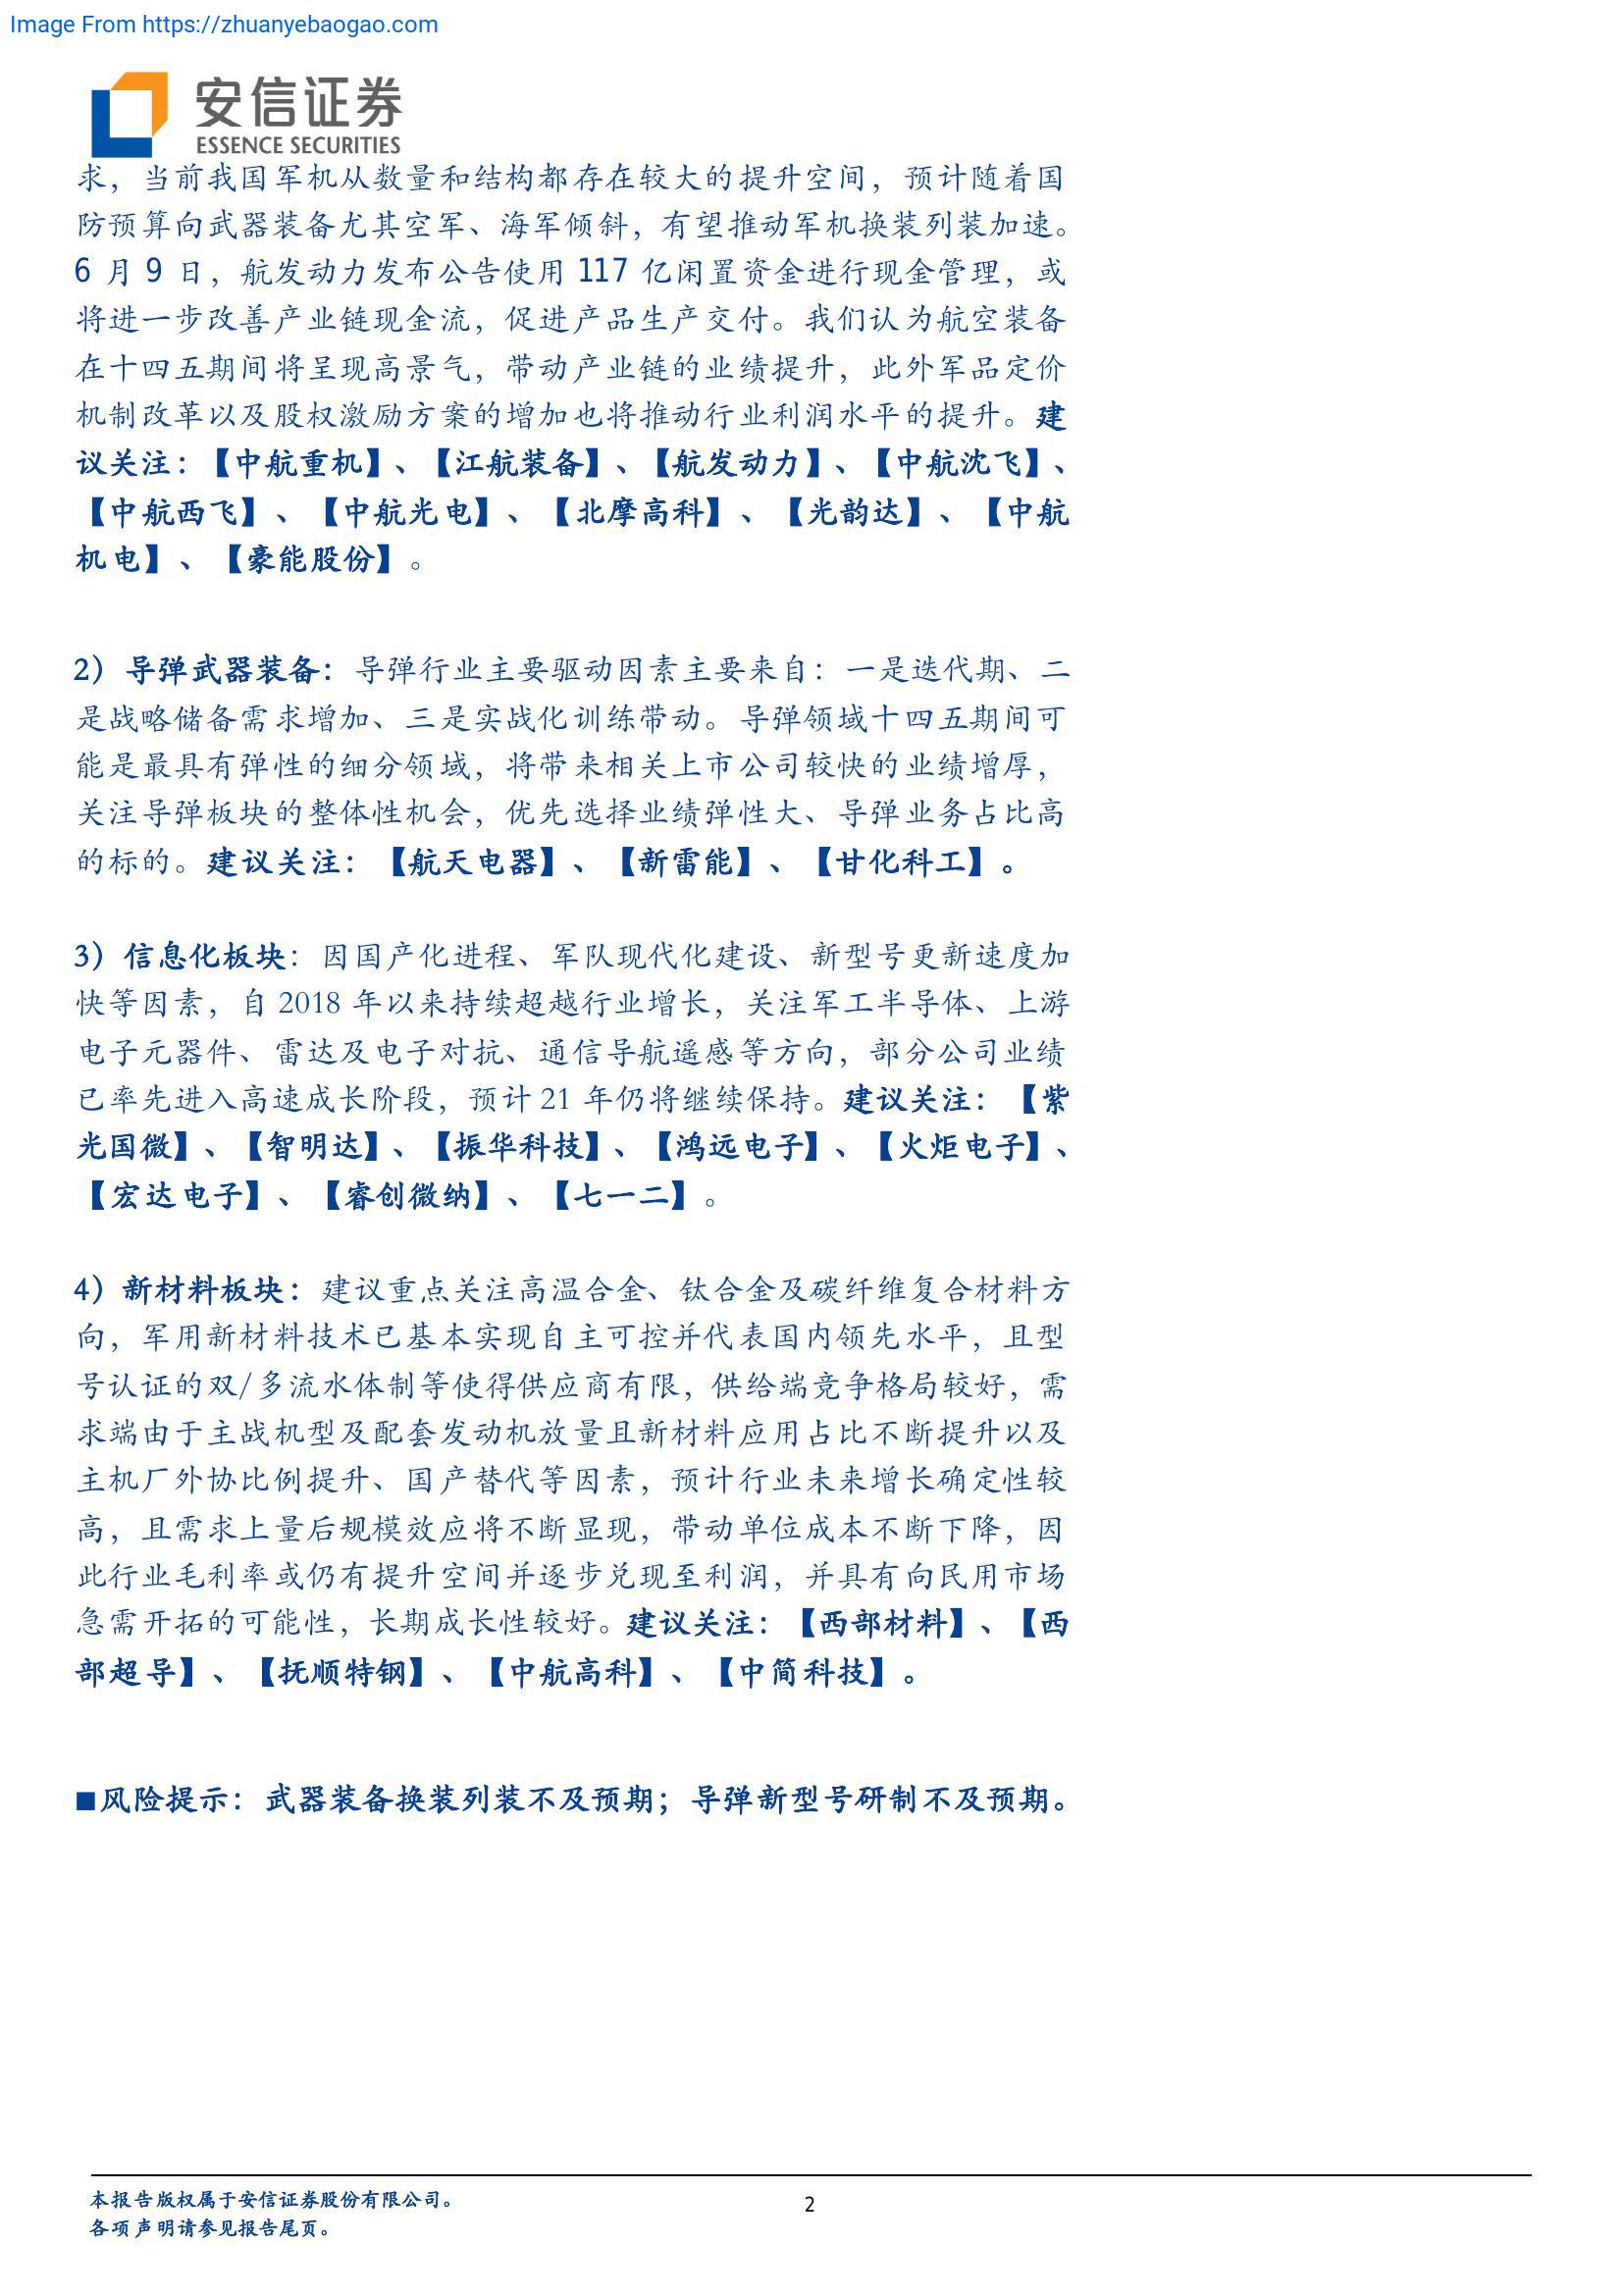 Image From https://zhuanyebaogao.com
安信证券
ESSENCE SECURITIES
求，当前我国军机从数量和结构都存在较大的提升空间，预计随着国
防预算向武器装备尤其空军、海军倾斜，有望推动军机换装列装加速。
6 月 9 日，航发动力发布公告使用 117 亿闲置资金进行现金管理，或
将进一步改善产业链现金流，促进产品生产交付。我们认为航空装备
在十四五期间将呈现高景气，带动产业链的业绩提升，此外军品定价
机制改革以及股权激励方案的增加也将推动行业利润水平的提升。建
议关注：【中航重机】、【江航装备】、【航发动力】、【中航沈飞】、
【中航西飞】、【中航光电】、【北摩高科】、【光韵达】、【中航
机电】、【豪能股份】。
2）导弹武器装备：导弹行业主要驱动因素主要来自：一是迭代期、二
是战略储备需求增加、三是实战化训练带动。导弹领域十四五期间可
能是最具有弹性的细分领域，将带来相关上市公司较快的业绩增厚，
关注导弹板块的整体性机会，优先选择业绩弹性大、导弹业务占比高
的标的。建议关注：【航天电器】、【新雷能】、【甘化科工】。
3）信息化板块：因国产化进程、军队现代化建设、新型号更新速度加
快等因素，自 2018 年以来持续超越行业增长，关注军工半导体、上游
电子元器件、雷达及电子对抗、通信导航遥感等方向，部分公司业绩
已率先进入高速成长阶段，预计 21 年仍将继续保持。建议关注：【紫
光国微】、【智明达】、【振华科技】、【鸿远电子】、【火炬电子】、
【宏达电子】、【睿创微纳】、【七一二】。
4）新材料板块：建议重点关注高温合金、钛合金及碳纤维复合材料方
向，军用新材料技术已基本实现自主可控并代表国内领先水平，且型
号认证的双/多流水体制等使得供应商有限，供给端竞争格局较好，需
求端由于主战机型及配套发动机放量且新材料应用占比不断提升以及
主机厂外协比例提升、国产替代等因素，预计行业未来增长确定性较
高，且需求上量后规模效应将不断显现，带动单位成本不断下降，因
此行业毛利率或仍有提升空间并逐步兑现至利润，并具有向民用市场
急需开拓的可能性，长期成长性较好。建议关注：【西部材料】、【西
部超导】、【抚顺特钢】、【中航高科】、【中简科技】。
■风险提示：武器装备换装列装不及预期；导弹新型号研制不及预期。
本报告版权属于安信证券股份有限公司。
2
各项声明请参见报告尾页。